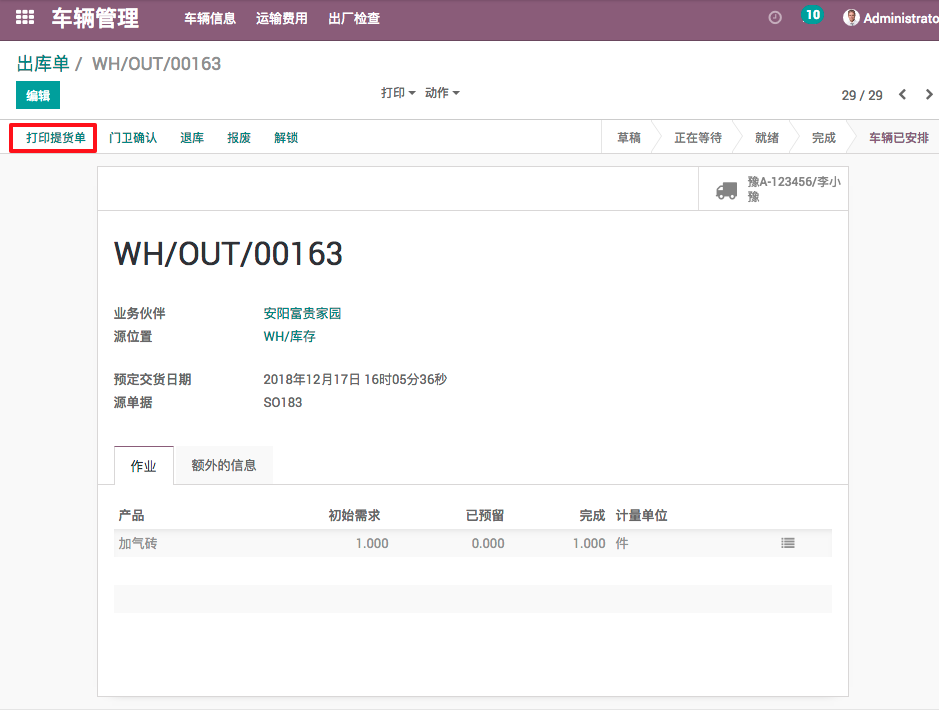 车辆管理 车辆信息 运输费用 出厂检查 10 Administrato
出库单 / WH/OUT/00163
编辑 打印 动作 29 / 29
打印提货单 门卫确认 退库 报废 解锁 草稿 正在等待 就绪 完成 车辆已安排
豫A-123456/李小
豫
WH/OUT/00163
业务伙伴 安阳富贵家园
源位置 WH/库存
预定交货日期 2018年12月17日 16时05分36秒
源单据 SO183
作业 额外的信息
产品 初始需求 已预留 完成 计量单位
加气砖 1.000 0.000 1.000 件